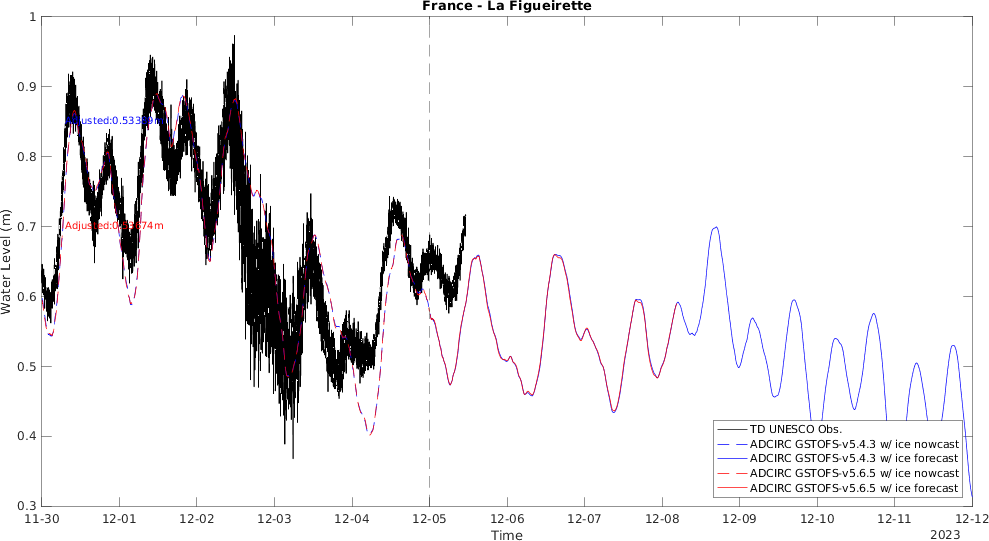 France - La Figueirette
Water Level (m)
1
0.9
0.8
0.7
0.6
0.5
0.4
0.3
Adjusted:
Adjusted:
TD UNESCO Obs.
ADCIRC GSTOFS-v5.4.3 w/ ice nowcast
ADCIRC GSTOFS-v5.4.3 w/ ice forecast
ADCIRC GSTOFS-v5.6.5 w/ ice nowcast
ADCIRC GSTOFS-v5.6.5 w/ ice forecast
11-30 12-01 12-02 12-03 12-04 12-05 12-06 12-07 12-08 12-09 12-10 12-11 12-12
Time
2023